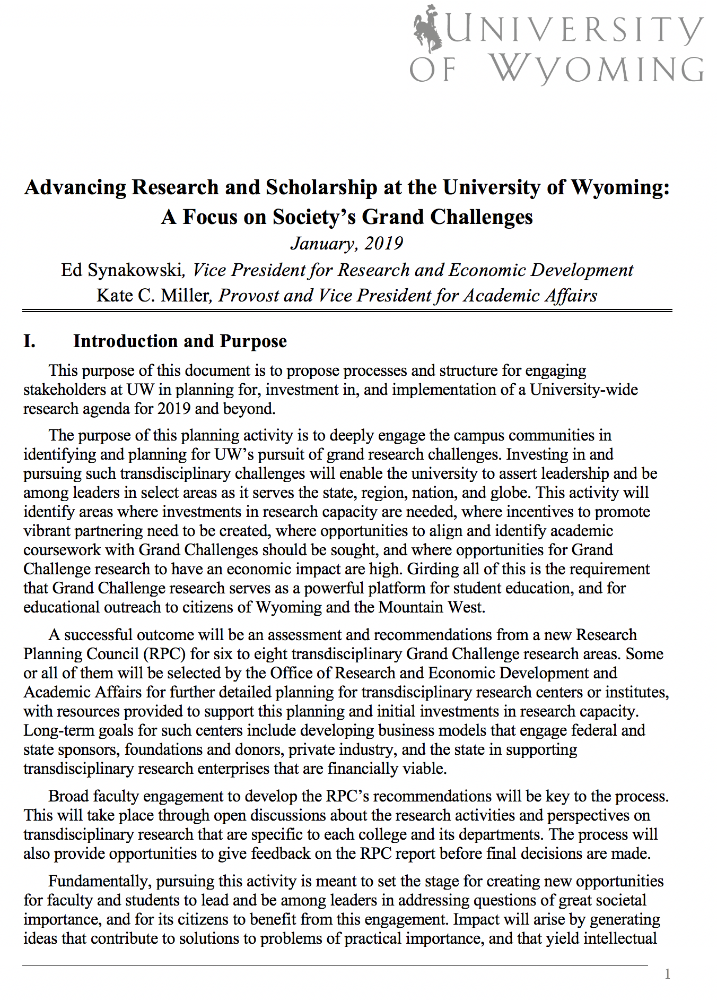 UNIVERSITY
OF WYOMING
Advancing Research and Scholarship at the University of Wyoming:
A Focus on Society’s Grand Challenges
January, 2019
Ed Synakowski, Vice President for Research and Economic Development
Kate C. Miller, Provost and Vice President for Academic Affairs
I. Introduction and Purpose
This purpose of this document is to propose processes and structure for engaging
stakeholders at UW in planning for, investment in, and implementation of a University-wide
research agenda for 2019 and beyond.
The purpose of this planning activity is to deeply engage the campus communities in
identifying and planning for UW’s pursuit of grand research challenges. Investing in and
pursuing such transdisciplinary challenges will enable the university to assert leadership and be
among leaders in select areas as it serves the state, region, nation, and globe. This activity will
identify areas where investments in research capacity are needed, where incentives to promote
vibrant partnering need to be created, where opportunities to align and identify academic
coursework with Grand Challenges should be sought, and where opportunities for Grand
Challenge research to have an economic impact are high. Girding all of this is the requirement
that Grand Challenge research serves as a powerful platform for student education, and for
educational outreach to citizens of Wyoming and the Mountain West.
A successful outcome will be an assessment and recommendations from a new Research
Planning Council (RPC) for six to eight transdisciplinary Grand Challenge research areas. Some
or all of them will be selected by the Office of Research and Economic Development and
Academic Affairs for further detailed planning for transdisciplinary research centers or institutes,
with resources provided to support this planning and initial investments in research capacity.
Long-term goals for such centers include developing business models that engage federal and
state sponsors, foundations and donors, private industry, and the state in supporting
transdisciplinary research enterprises that are financially viable.
Broad faculty engagement to develop the RPC’s recommendations will be key to the process.
This will take place through open discussions about the research activities and perspectives on
transdisciplinary research that are specific to each college and its departments. The process will
also provide opportunities to give feedback on the RPC report before final decisions are made.
Fundamentally, pursuing this activity is meant to set the stage for creating new opportunities
for faculty and students to lead and be among leaders in addressing questions of great societal
importance, and for its citizens to benefit from this engagement. Impact will arise by generating
ideas that contribute to solutions to problems of practical importance, and that yield intellectual
1